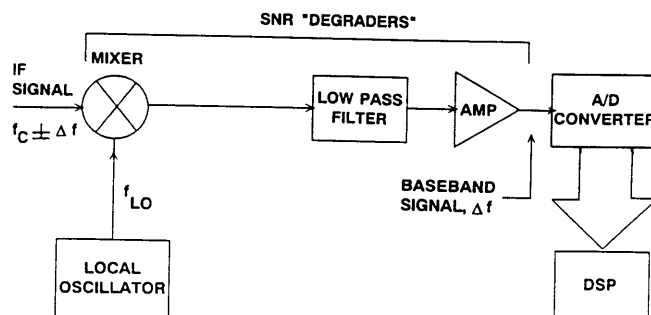 SNR "DEGRADERS"
MIXER
IF
SIGNAL
f_C ± Δf
f_LO
LOCAL
OSCILLATOR
LOW PASS
FILTER
AMP
BASEBAND
SIGNAL, Δf
A/D
CONVERTER
DSP